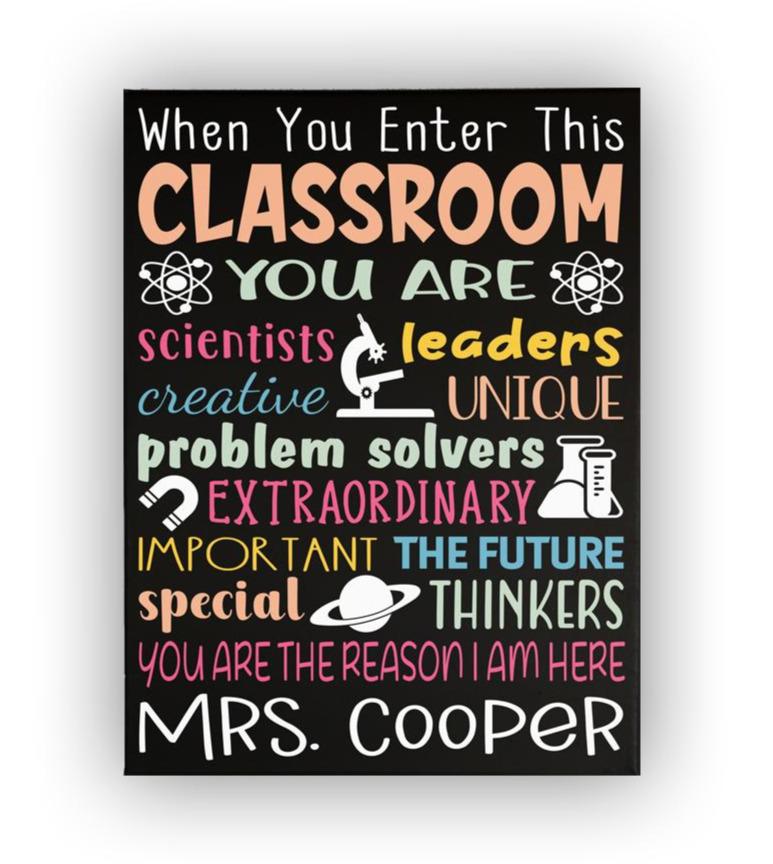 When You Enter This
CLASSROOM
YOU ARE
scientists leaders
creative UNIQUE
problem solvers
EXTRAORDINARY
IMPORTANT THE FUTURE
special THINKERS
YOU ARE THE REASON I AM HERE
MRS. COOPER